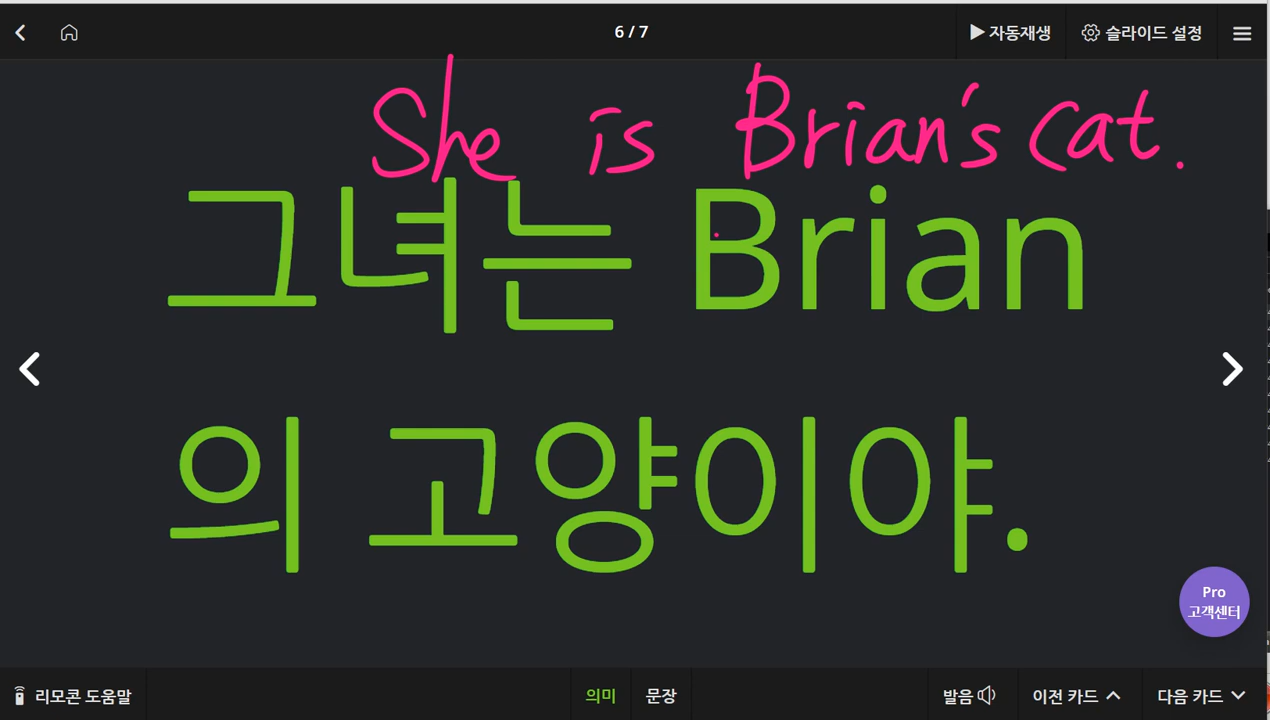 6 / 7
자동재생
슬라이드 설정
She is Brian's cat.
그녀는 Brian
의 고양이야.
Pro
고객센터
리모콘 도움말
의미
문장
발음
이전 카드
다음 카드